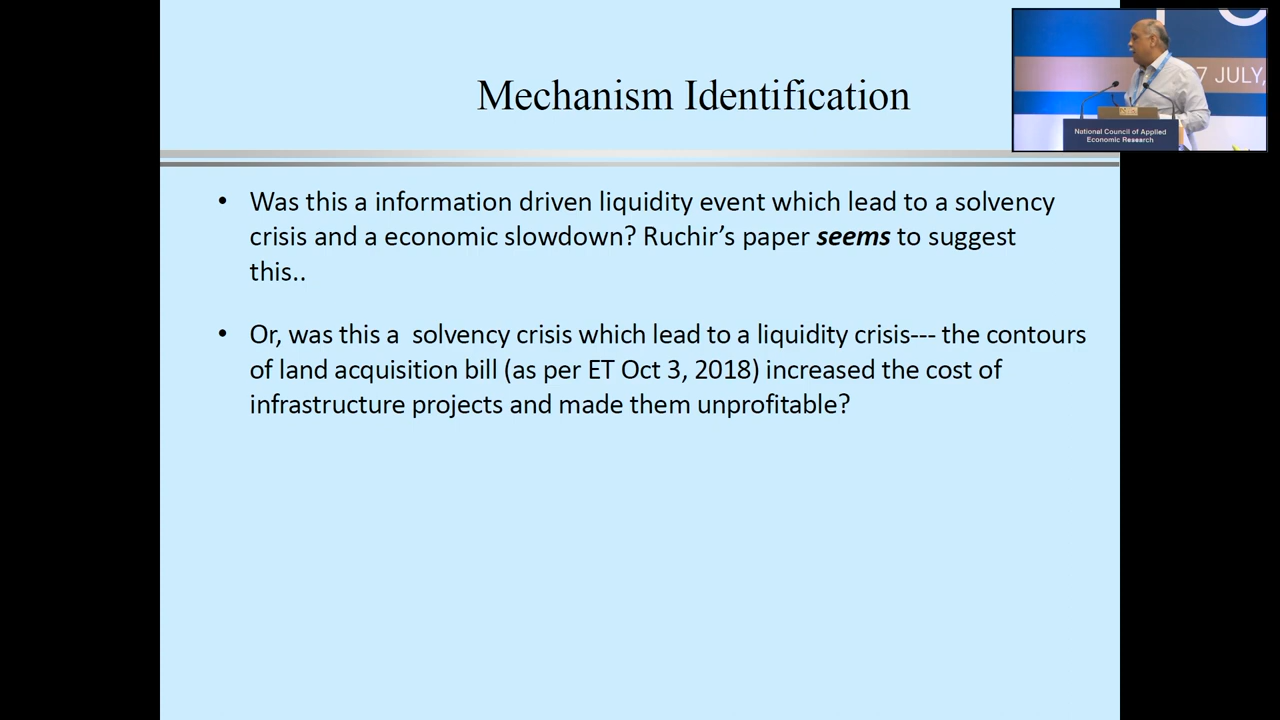 Mechanism Identification
7 JULY,
National Council of Applied
Economic Research
• Was this a information driven liquidity event which lead to a solvency
crisis and a economic slowdown? Ruchir’s paper seems to suggest
this..
• Or, was this a  solvency crisis which lead to a liquidity crisis--- the contours
of land acquisition bill (as per ET Oct 3, 2018) increased the cost of
infrastructure projects and made them unprofitable?